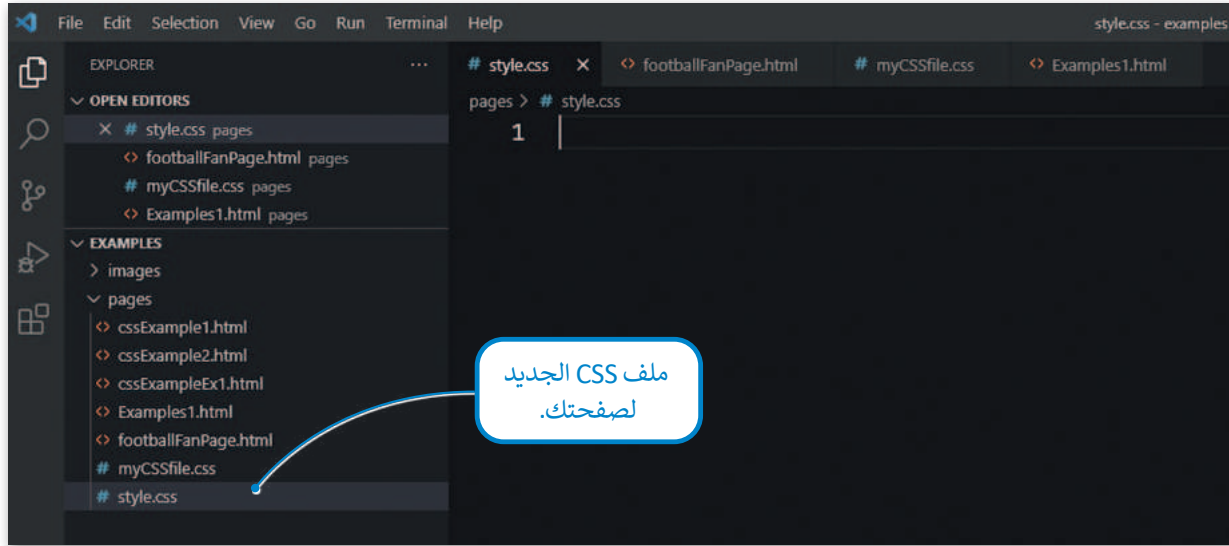 File Edit Selection View Go Run Terminal Help style.css - examples
EXPLORER ...
OPEN EDITORS
# style.css pages
<> footballFanPage.html pages
# myCSSfile.css pages
<> Examples1.html pages
EXAMPLES
> images
pages
<> cssExample1.html
<> cssExample2.html
<> cssExampleEx1.html
<> Examples1.html
<> footballFanPage.html
# myCSSfile.css
# style.css
# style.css <> footballFanPage.html # myCSSfile.css <> Examples1.html
pages > # style.css
1
ملف CSS الجديد
لصفحتك.